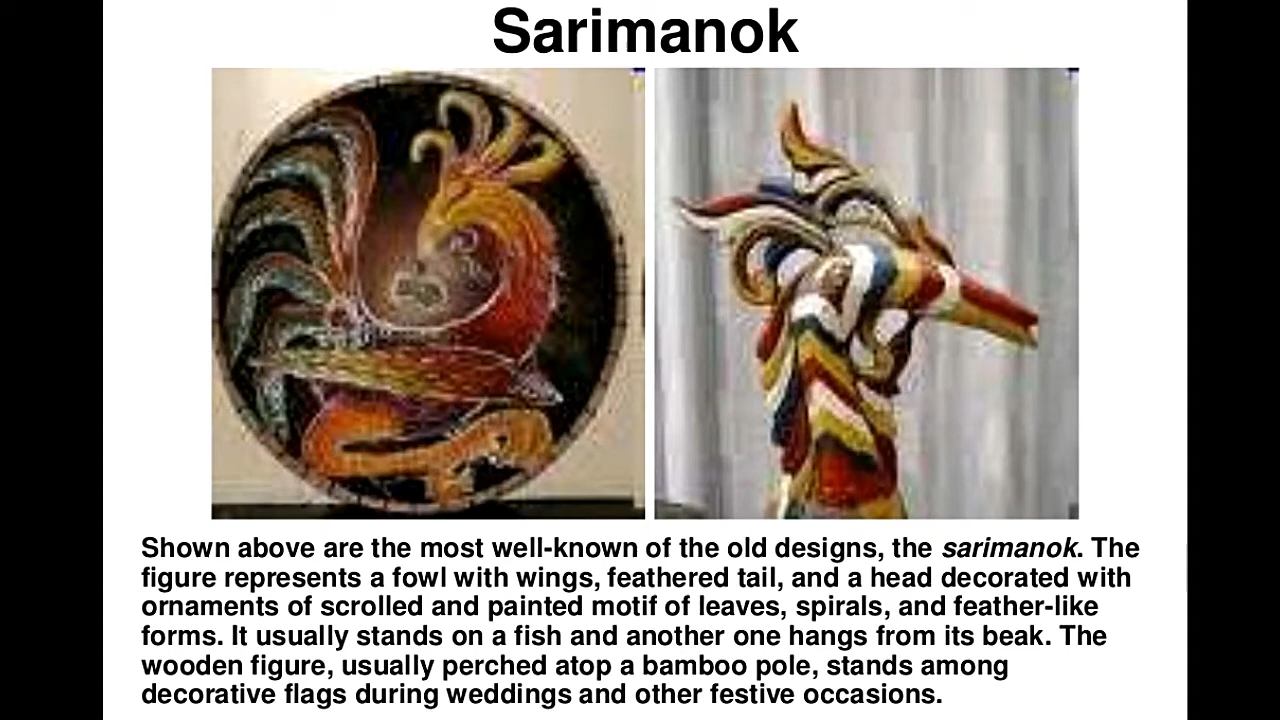 Sarimanok
Shown above are the most well-known of the old designs, the sarimanok. The
figure represents a fowl with wings, feathered tail, and a head decorated with
ornaments of scrolled and painted motif of leaves, spirals, and feather-like
forms. It usually stands on a fish and another one hangs from its beak. The
wooden figure, usually perched atop a bamboo pole, stands among
decorative flags during weddings and other festive occasions.